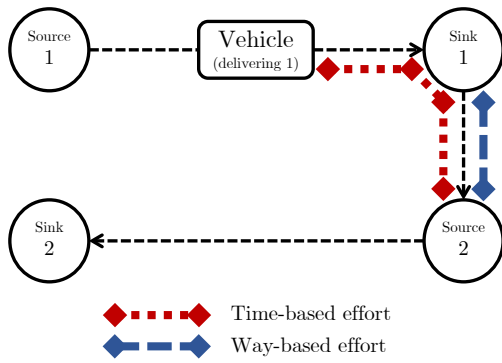 Source
1
Vehicle
(delivering 1)
Sink
1
Sink
2
Source
2
Time-based effort
Way-based effort